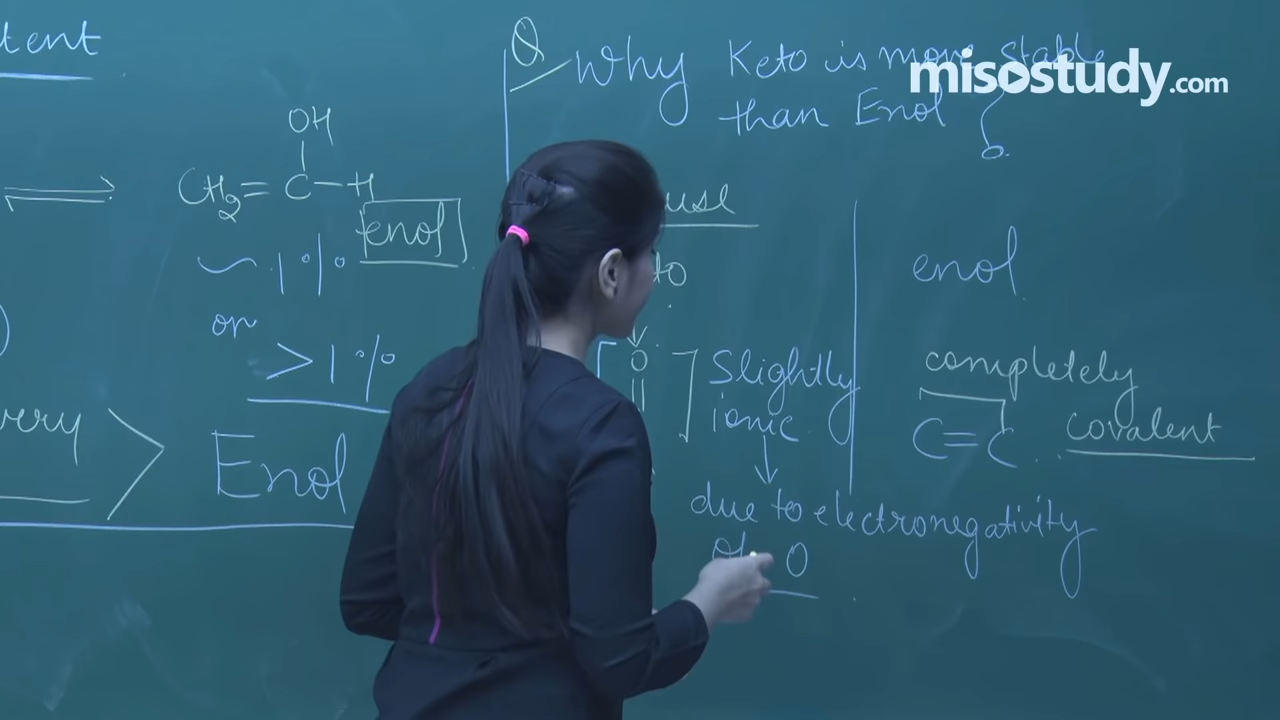 tent
OH
CH2=C-H
enol
~ 1%
or
>1%
very > Enol
Q Why Keto is more stable
than Enol ?
use
to
O
Slightly
ionic
due to electronegativity
of O
enol
completely
C=C covalent
misostudy.com